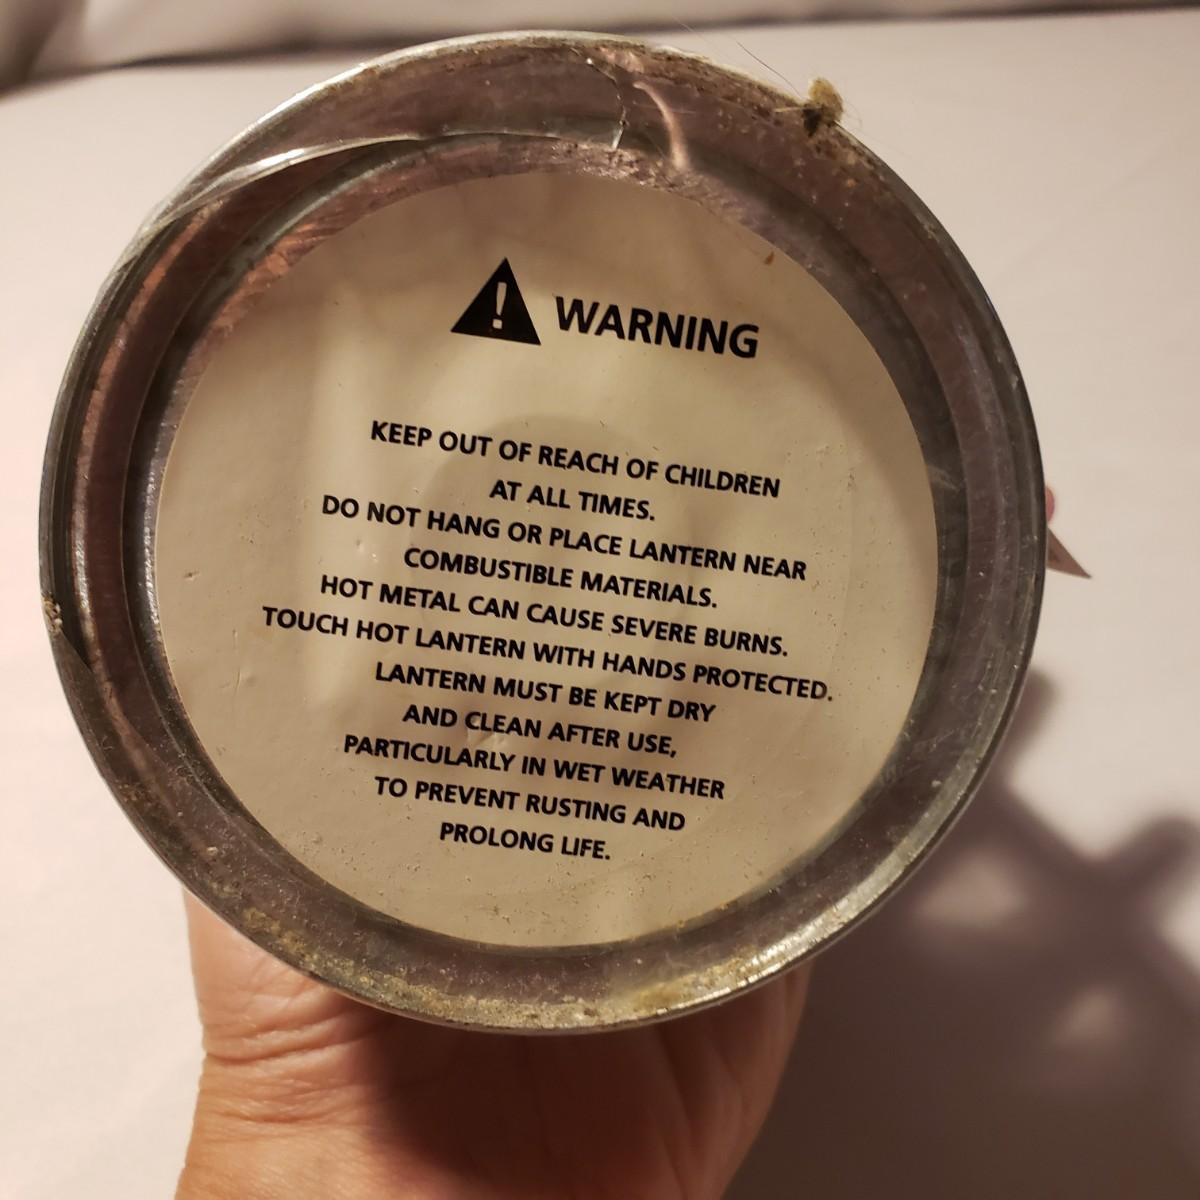 ! WARNING
KEEP OUT OF REACH OF CHILDREN
AT ALL TIMES.
DO NOT HANG OR PLACE LANTERN NEAR
COMBUSTIBLE MATERIALS.
HOT METAL CAN CAUSE SEVERE BURNS.
TOUCH HOT LANTERN WITH HANDS PROTECTED.
LANTERN MUST BE KEPT DRY
AND CLEAN AFTER USE,
PARTICULARLY IN WET WEATHER
TO PREVENT RUSTING AND
PROLONG LIFE.